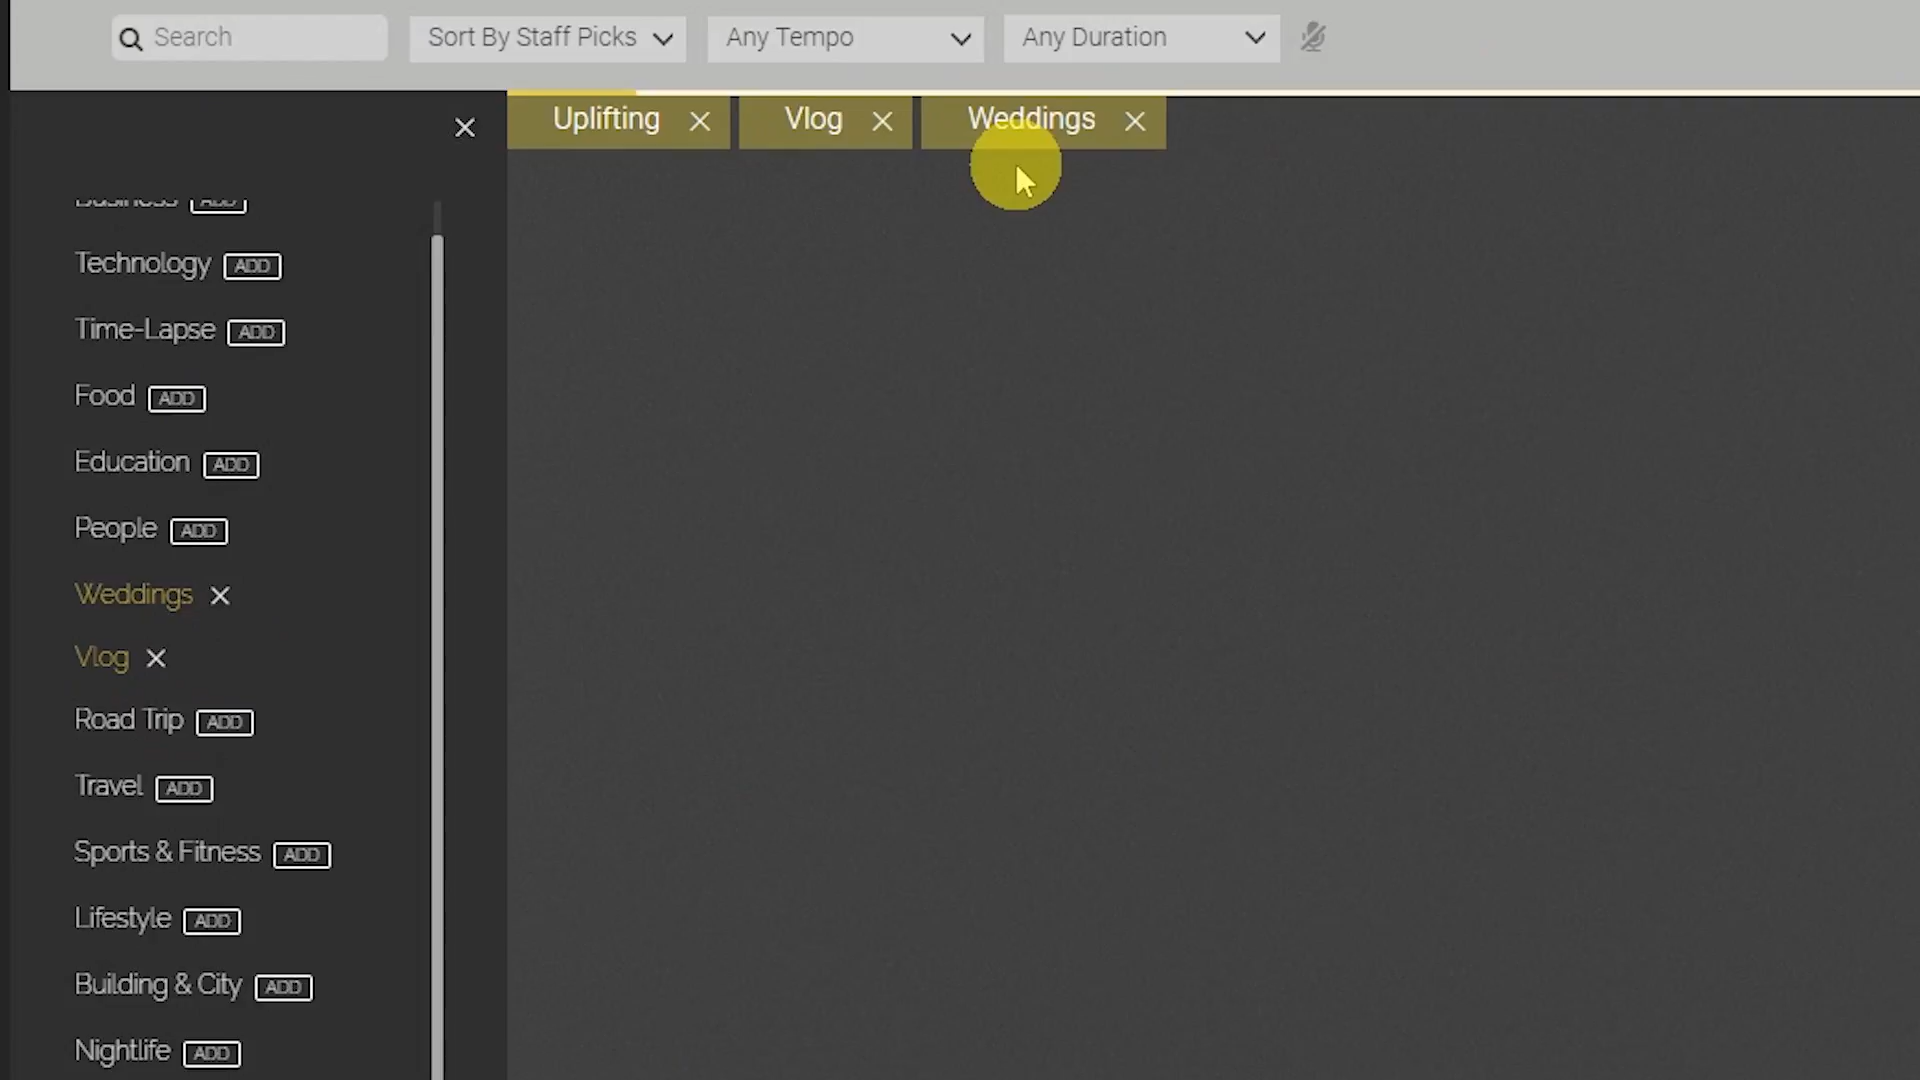 Search
Sort By Staff Picks
Any Tempo
Any Duration
Uplifting
Vlog
Weddings
Business ADD
Technology ADD
Time-Lapse ADD
Food ADD
Education ADD
People ADD
Weddings
Vlog
Road Trip ADD
Travel ADD
Sports & Fitness ADD
Lifestyle ADD
Building & City ADD
Nightlife ADD